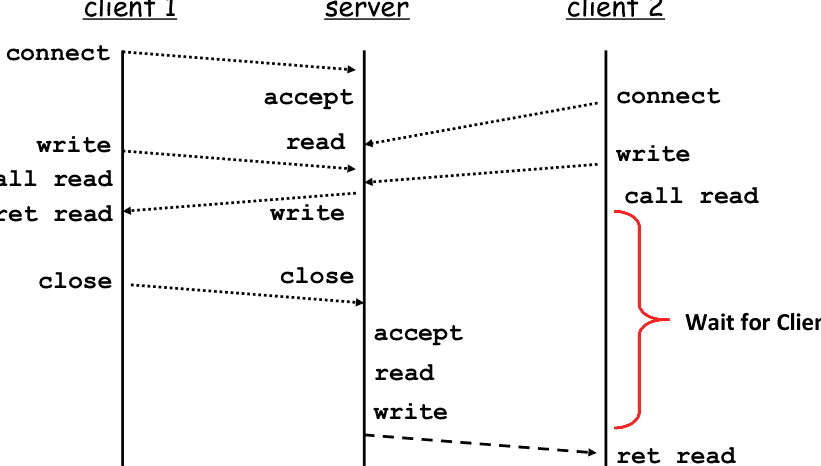 client 1 server client 2
connect
accept
connect
write
read
write
call read
ret read
write
call read
close
close
accept
read
write
Wait for
ret read